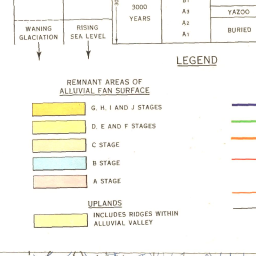 3000
YEARS
A3
A2
A1
YAZOO
BURIED
WANING
GLACIATION
RISING
SEA LEVEL
LEGEND
REMNANT AREAS OF
ALLUVIAL FAN SURFACE
G, H, I AND J STAGES
D, E AND F STAGES
C STAGE
B STAGE
A STAGE
UPLANDS
INCLUDES RIDGES WITHIN
ALLUVIAL VALLEY